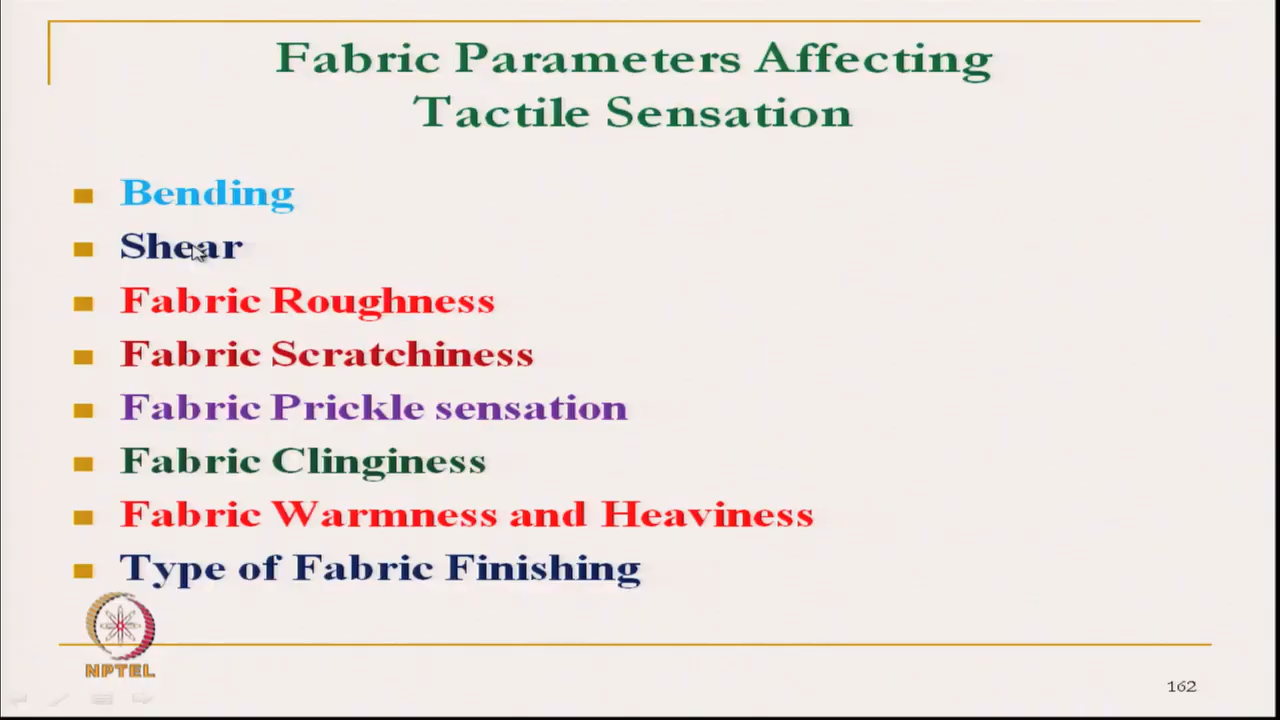 Fabric Parameters Affecting
Tactile Sensation
Bending
Shear
Fabric Roughness
Fabric Scratchiness
Fabric Prickle sensation
Fabric Clinginess
Fabric Warmness and Heaviness
Type of Fabric Finishing
NPTEL
162